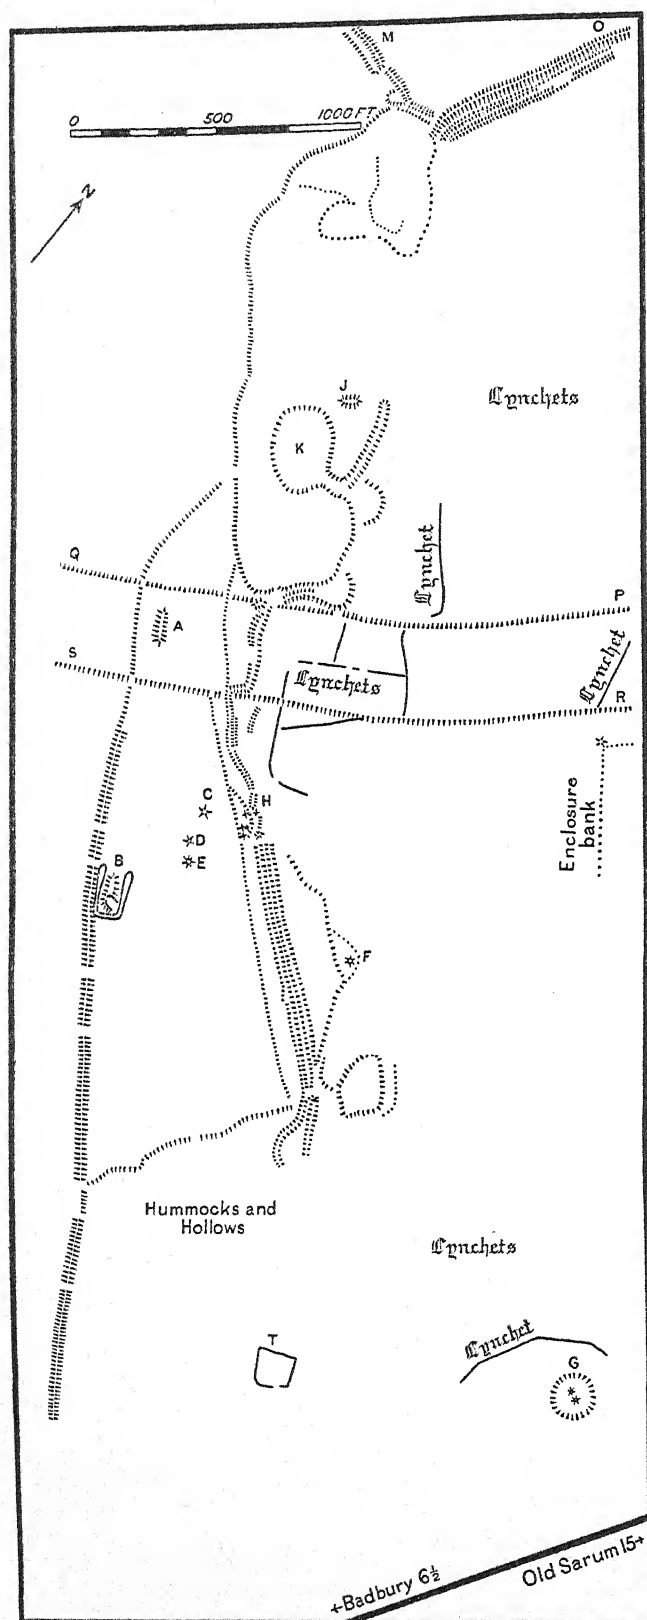 M
O
0 500 1000 FT
N
J
Lynchets
K
Lynchet
Q
P
A
S
Lynchets
Lynchet
R
C
H
Enclosure
bank
D
B
E
F
Hummocks and
Hollows
Lynchets
Lynchet
T
G
←Badbury 6½
Old Sarum 15→